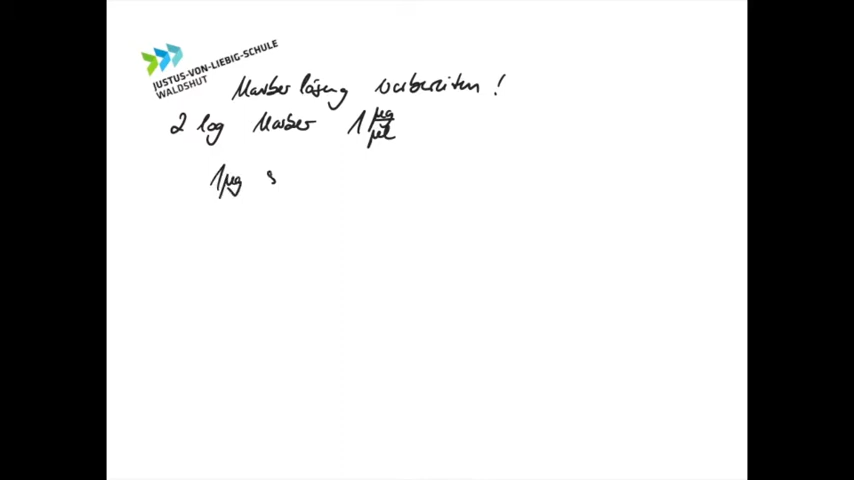 JUSTUS-VON-LIEBIG-SCHULE
WALDSHUT
Marker lösung vorbereiten !
2 log Marker 1 µg/µl
1µg s